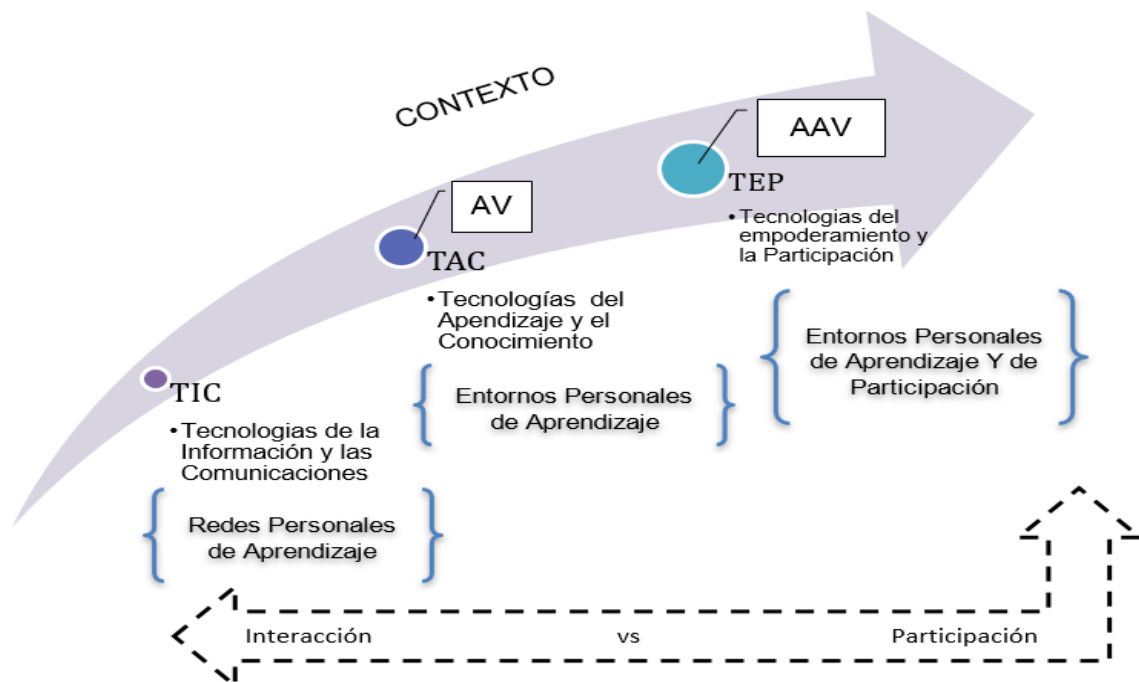 CONTEXTO
AAV
TEP
•Tecnologias del
empoderamiento y
la Participación
AV
TAC
•Tecnologías del
Apendizaje y el
Conocimiento
Entornos Personales
de Aprendizaje Y de
Participación
TIC
•Tecnologias de la
Información y las
Comunicaciones
Entornos Personales
de Aprendizaje
Redes Personales
de Aprendizaje
Interacción vs Participación